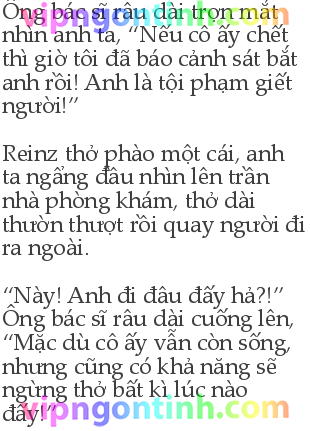 Ông bác sĩ râu dài trợn mắt
vipngontinh.com
nhìn anh ta, “Nếu cô ấy chết
thì giờ tôi đã báo cảnh sát bắt
anh rồi! Anh là tội phạm giết
người!”
Reinz thở phào một cái, anh
ta ngẩng đầu nhìn lên trần
nhà phòng khám, thở dài
thườn thượt rồi quay người đi
ra ngoài.
“Này! Anh đi đâu đấy hả?!”
Ông bác sĩ râu dài cuống lên,
“Mặc dù cô ấy vẫn còn sống,
nhưng cũng có khả năng sẽ
ngừng thở bất kì lúc nào
đấy!”
vipngontinh.com